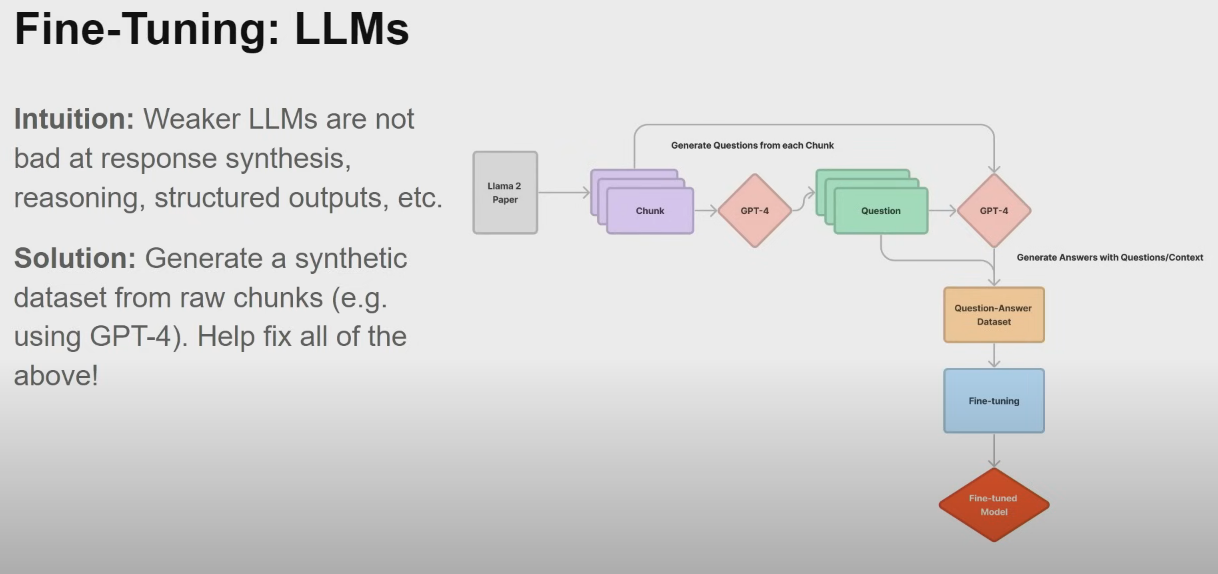 Fine-Tuning: LLMs
Intuition: Weaker LLMs are not
bad at response synthesis,
reasoning, structured outputs, etc.
Solution: Generate a synthetic
dataset from raw chunks (e.g.
using GPT-4). Help fix all of the
above!
Generate Questions from each Chunk
Llama 2
Paper
Chunk
GPT-4
Question
GPT-4
Generate Answers with Questions/Context
Question-Answer
Dataset
Fine-tuning
Fine-tuned
Model